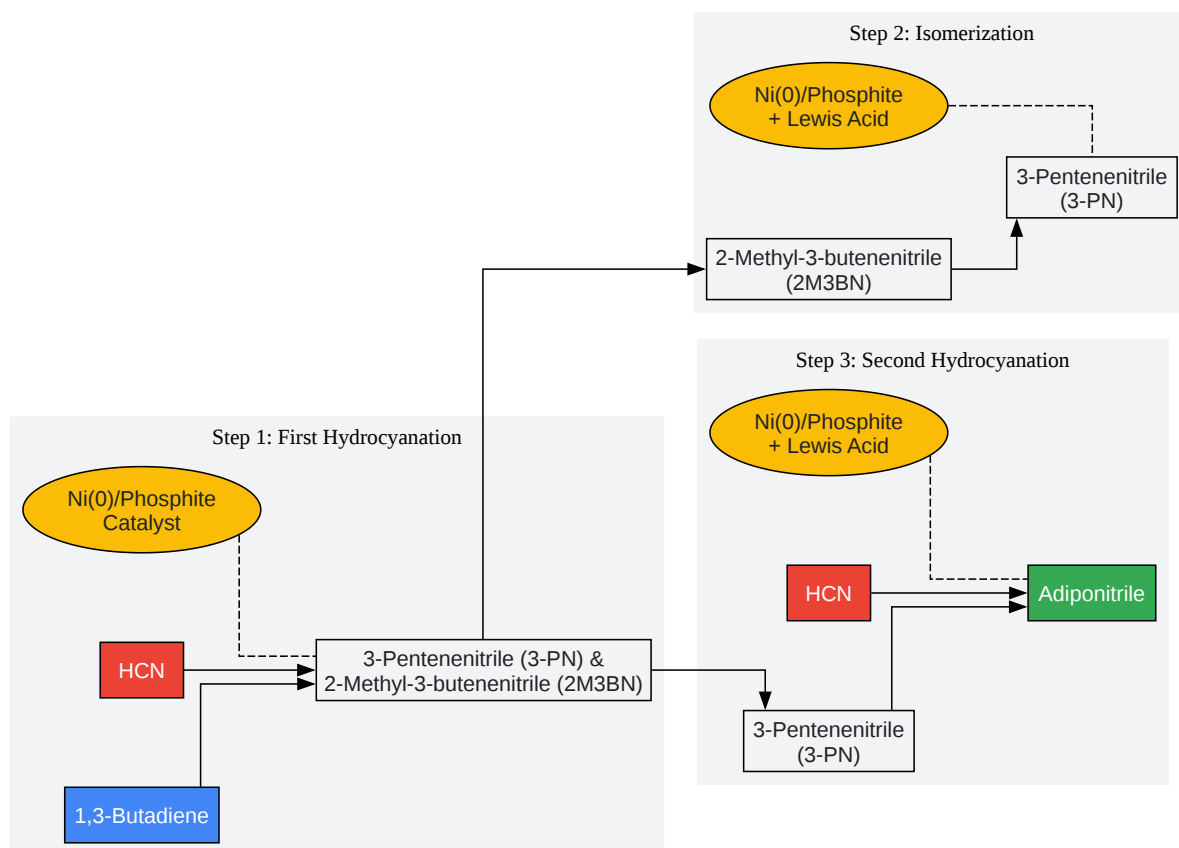 Step 2: Isomerization
Ni(0)/Phosphite
+ Lewis Acid
3-Pentenenitrile
(3-PN)
2-Methyl-3-butenenitrile
(2M3BN)
Step 3: Second Hydrocyanation
Ni(0)/Phosphite
+ Lewis Acid
HCN
Adiponitrile
3-Pentenenitrile
(3-PN)
Step 1: First Hydrocyanation
Ni(0)/Phosphite
Catalyst
HCN
3-Pentenenitrile (3-PN) &
2-Methyl-3-butenenitrile (2M3BN)
1,3-Butadiene